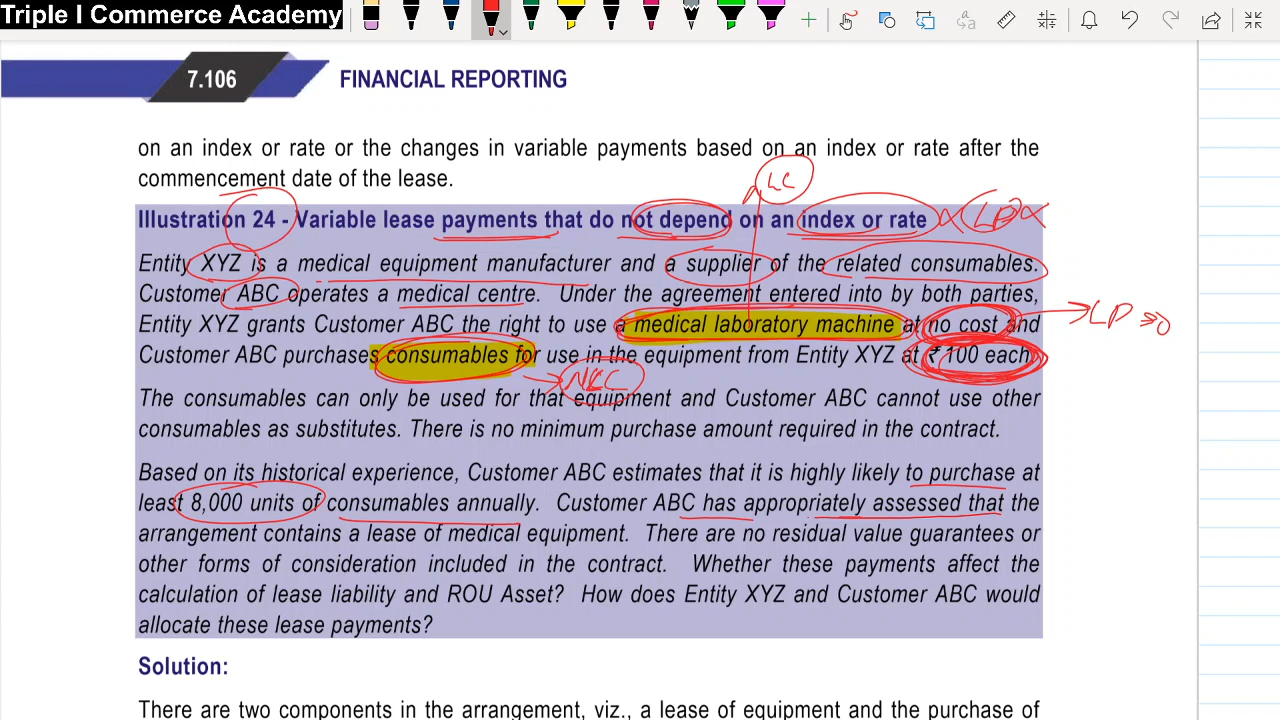 Triple I Commerce Academy
7.106 FINANCIAL REPORTING
on an index or rate or the changes in variable payments based on an index or rate after the
commencement date of the lease.
LC
Illustration 24 - Variable lease payments that do not depend on an index or rate
Entity XYZ is a medical equipment manufacturer and a supplier of the related consumables.
Customer ABC operates a medical centre. Under the agreement entered into by both parties,
Entity XYZ grants Customer ABC the right to use a medical laboratory machine at no cost and
Customer ABC purchases consumables for use in the equipment from Entity XYZ at ₹ 100 each.
NLC
The consumables can only be used for that equipment and Customer ABC cannot use other
consumables as substitutes. There is no minimum purchase amount required in the contract.
Based on its historical experience, Customer ABC estimates that it is highly likely to purchase at
least 8,000 units of consumables annually. Customer ABC has appropriately assessed that the
arrangement contains a lease of medical equipment. There are no residual value guarantees or
other forms of consideration included in the contract. Whether these payments affect the
calculation of lease liability and ROU Asset? How does Entity XYZ and Customer ABC would
allocate these lease payments?
Solution:
There are two components in the arrangement, viz., a lease of equipment and the purchase of